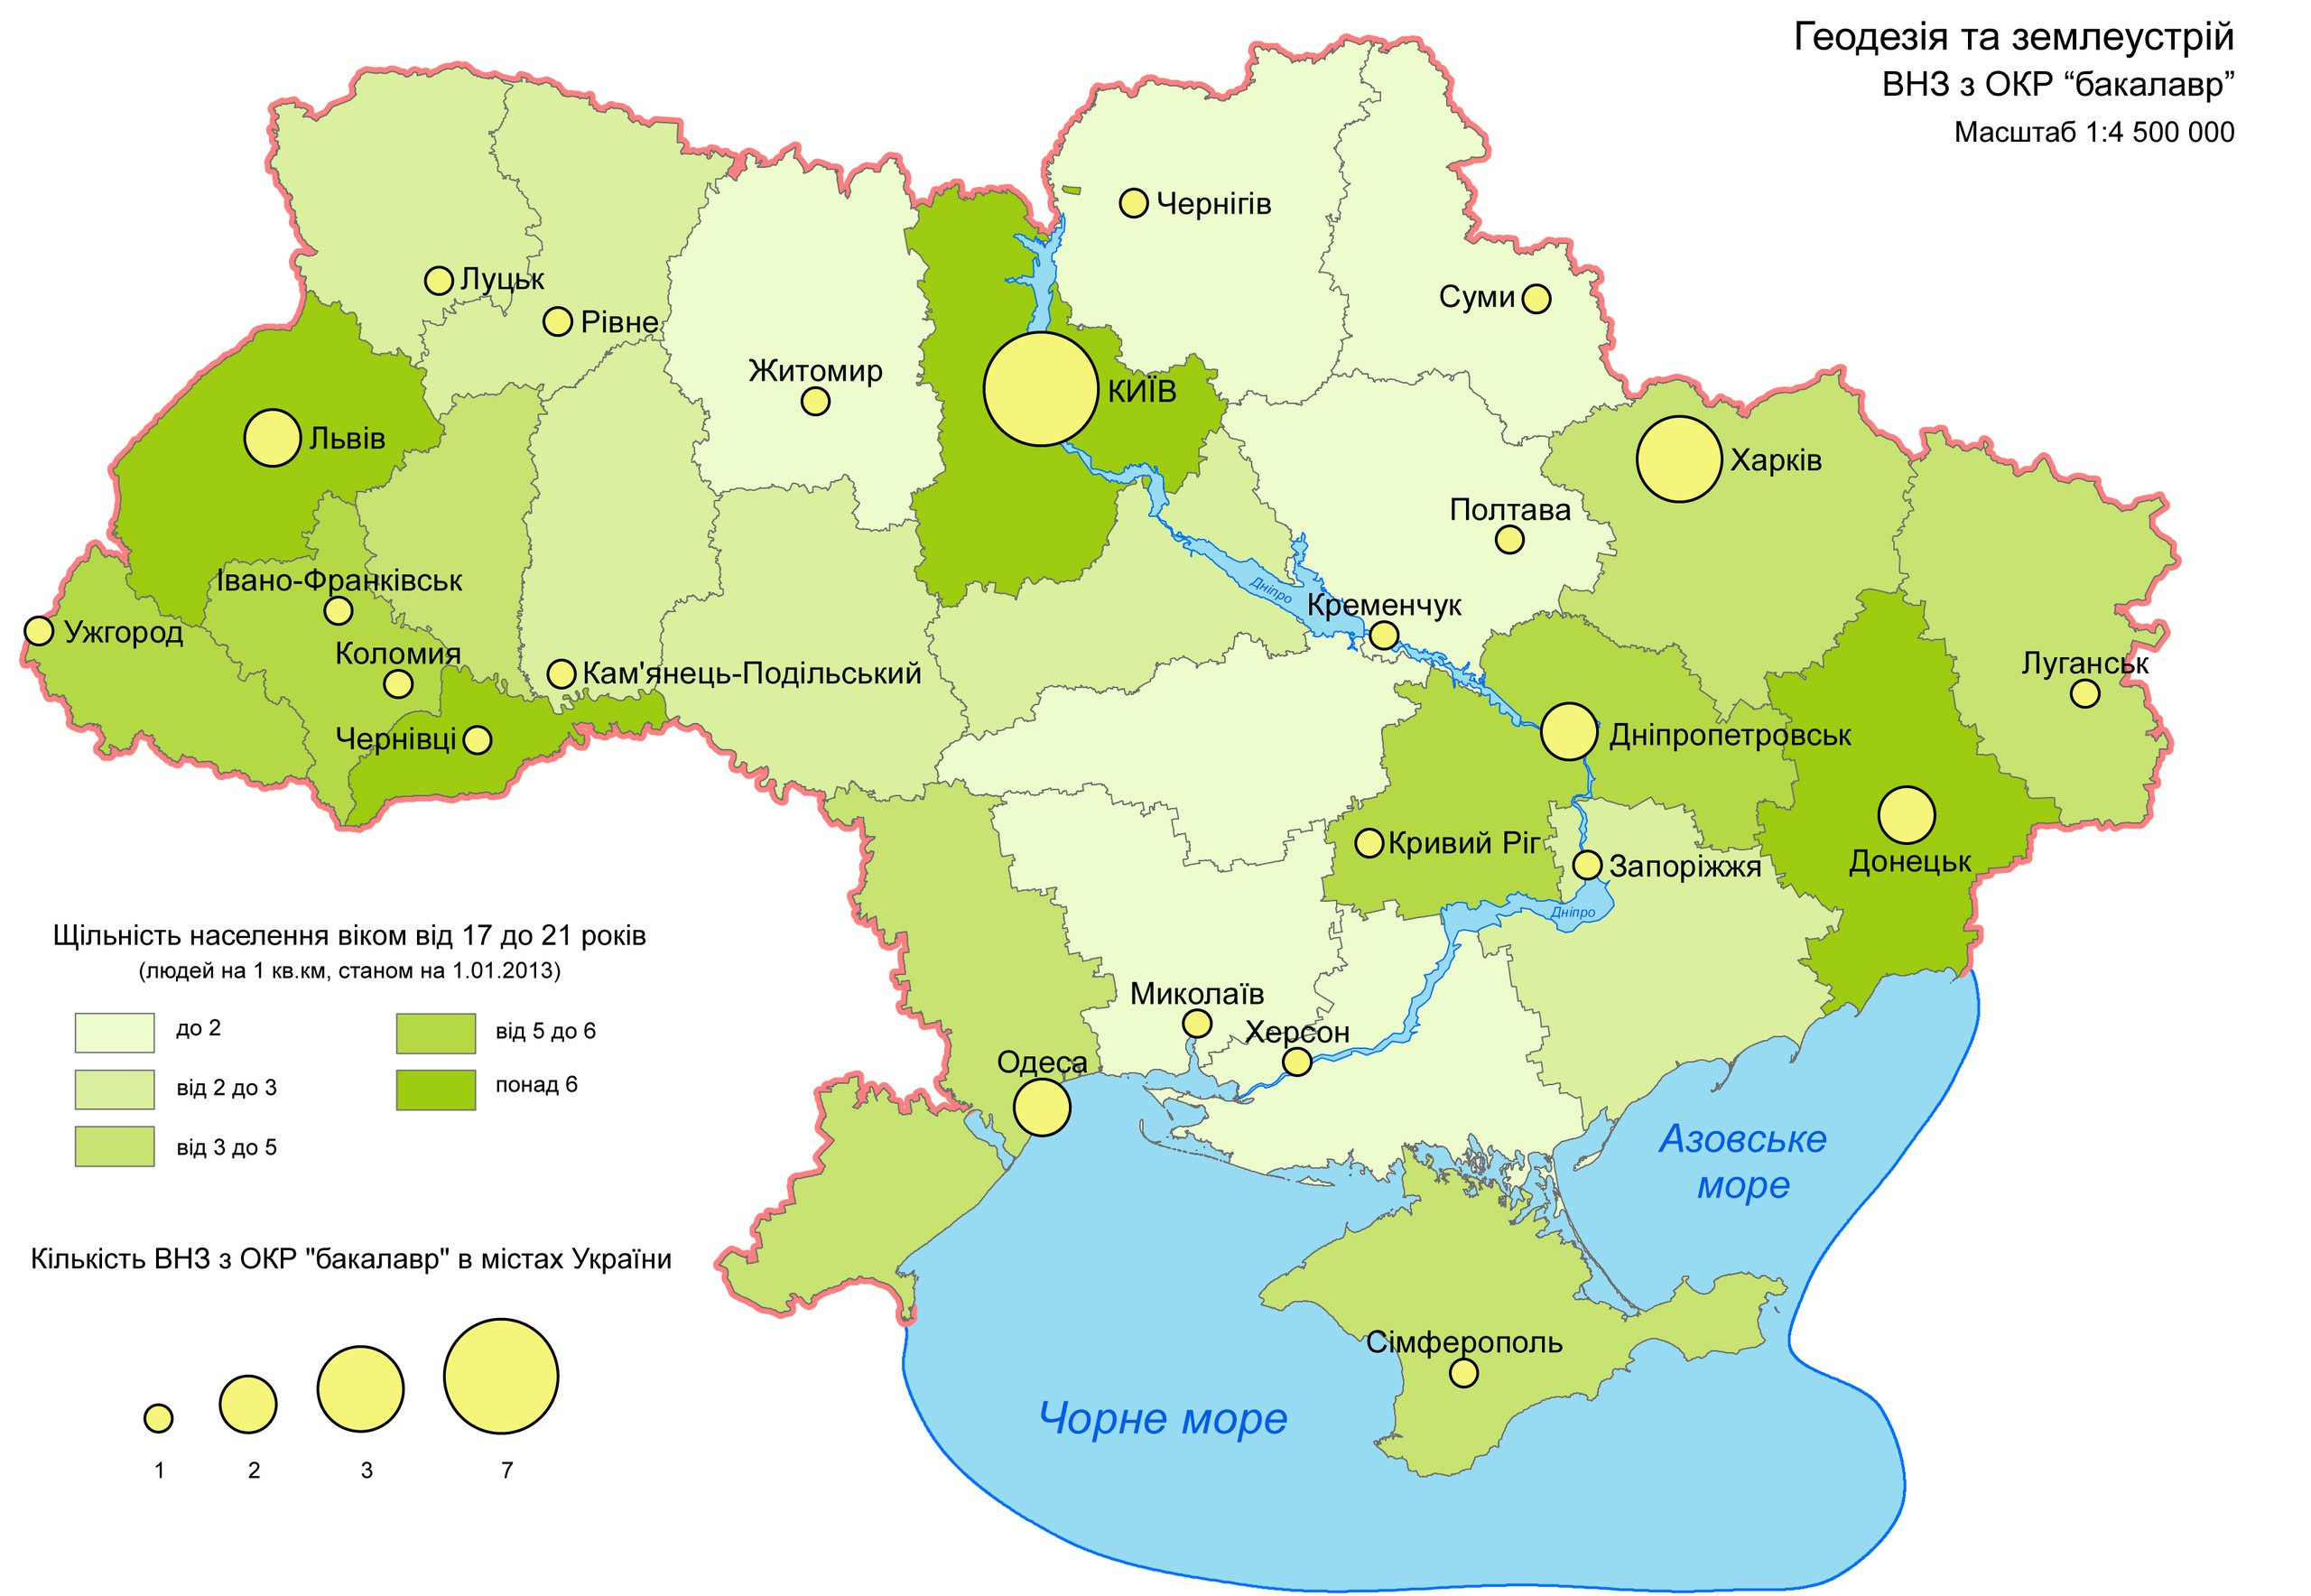 Геодезія та землеустрій
ВНЗ з ОКР “бакалавр”
Масштаб 1:4 500 000
Чернігів
Луцьк
Суми
Рівне
Житомир
КИЇВ
Львів
Харків
Полтава
Івано-Франківськ
Дніпро
Кременчук
Ужгород
Коломия
Кам'янець-Подільський
Луганськ
Чернівці
Дніпропетровськ
Кривий Ріг
Запоріжжя
Донецьк
Дніпро
Миколаїв
Херсон
Одеса
Азовське
море
Сімферополь
Чорне море
Щільність населення віком від 17 до 21 років
(людей на 1 кв.км, станом на 1.01.2013)
до 2
від 5 до 6
від 2 до 3
понад 6
від 3 до 5
Кількість ВНЗ з ОКР "бакалавр" в містах України
1 2 3 7